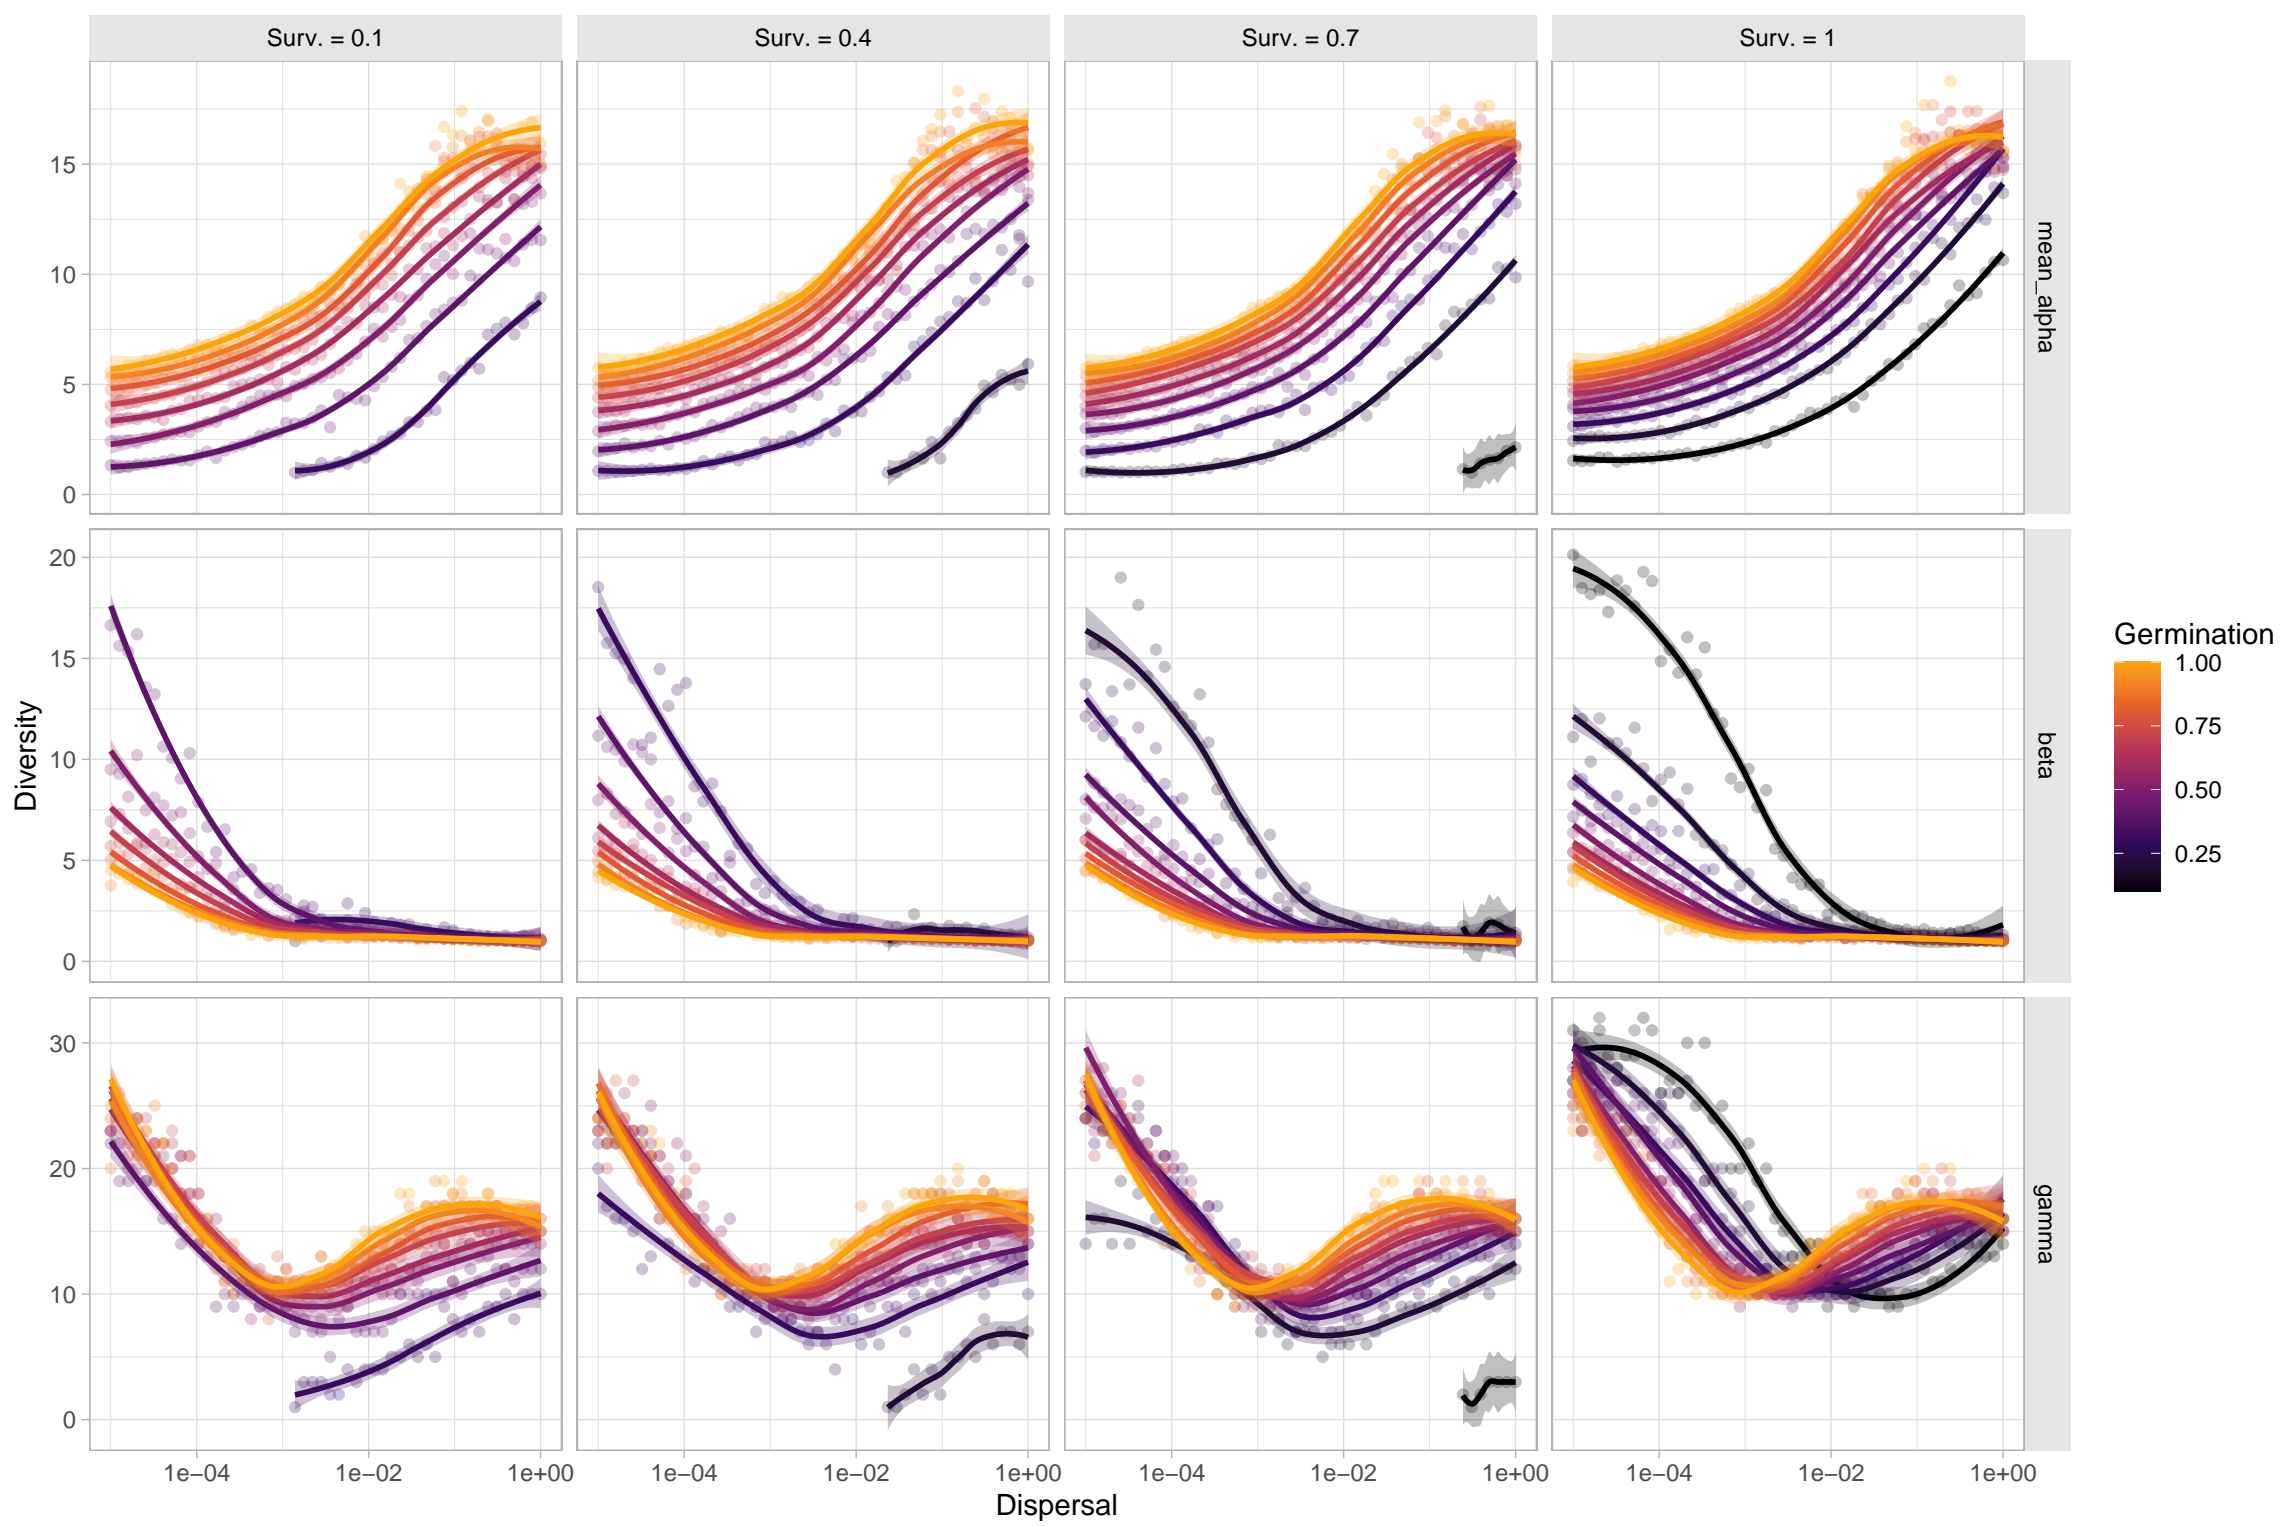 Surv. = 0.1
Surv. = 0.4
Surv. = 0.7
Surv. = 1
15
10
5
0
mean_alpha
20
15
10
5
0
beta
30
20
10
0
gamma
Diversity
1e−04 1e−02 1e+00
1e−04 1e−02 1e+00
1e−04 1e−02 1e+00
1e−04 1e−02 1e+00
Dispersal
Germination
1.00
0.75
0.50
0.25